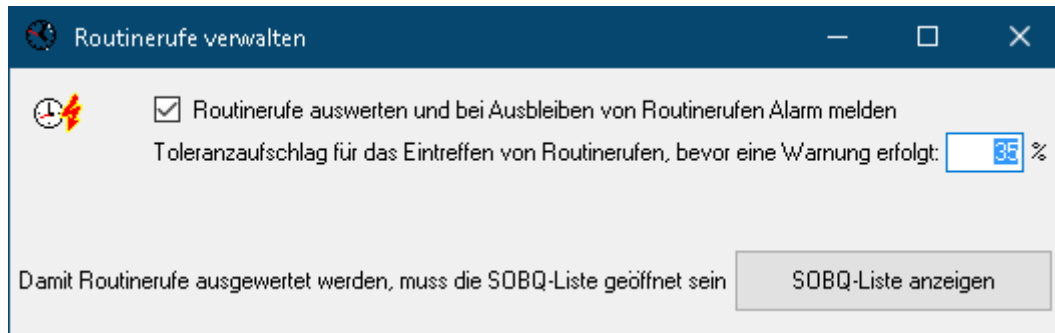 Routinerufe verwalten
Routinerufe auswerten und bei Ausbleiben von Routinerufen Alarm melden
Toleranzaufschlag für das Eintreffen von Routinerufen, bevor eine Warnung erfolgt: 35 %
Damit Routinerufe ausgewertet werden, muss die SOBQ-Liste geöffnet sein SOBQ-Liste anzeigen